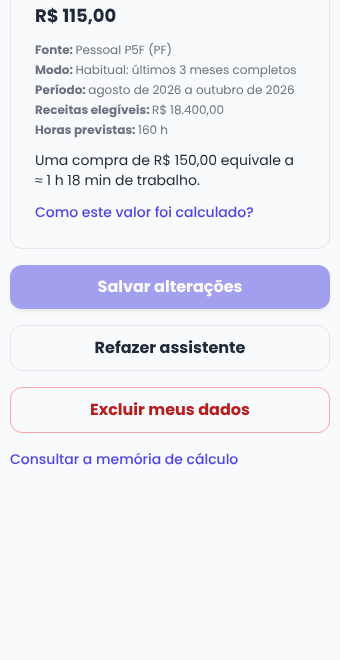 R$ 115,00
Fonte: Pessoal P5F (PF)
Modo: Habitual: últimos 3 meses completos
Período: agosto de 2026 a outubro de 2026
Receitas elegíveis: R$ 18.400,00
Horas previstas: 160 h
Uma compra de R$ 150,00 equivale a
≈ 1 h 18 min de trabalho.
Como este valor foi calculado?
Salvar alterações
Refazer assistente
Excluir meus dados
Consultar a memória de cálculo